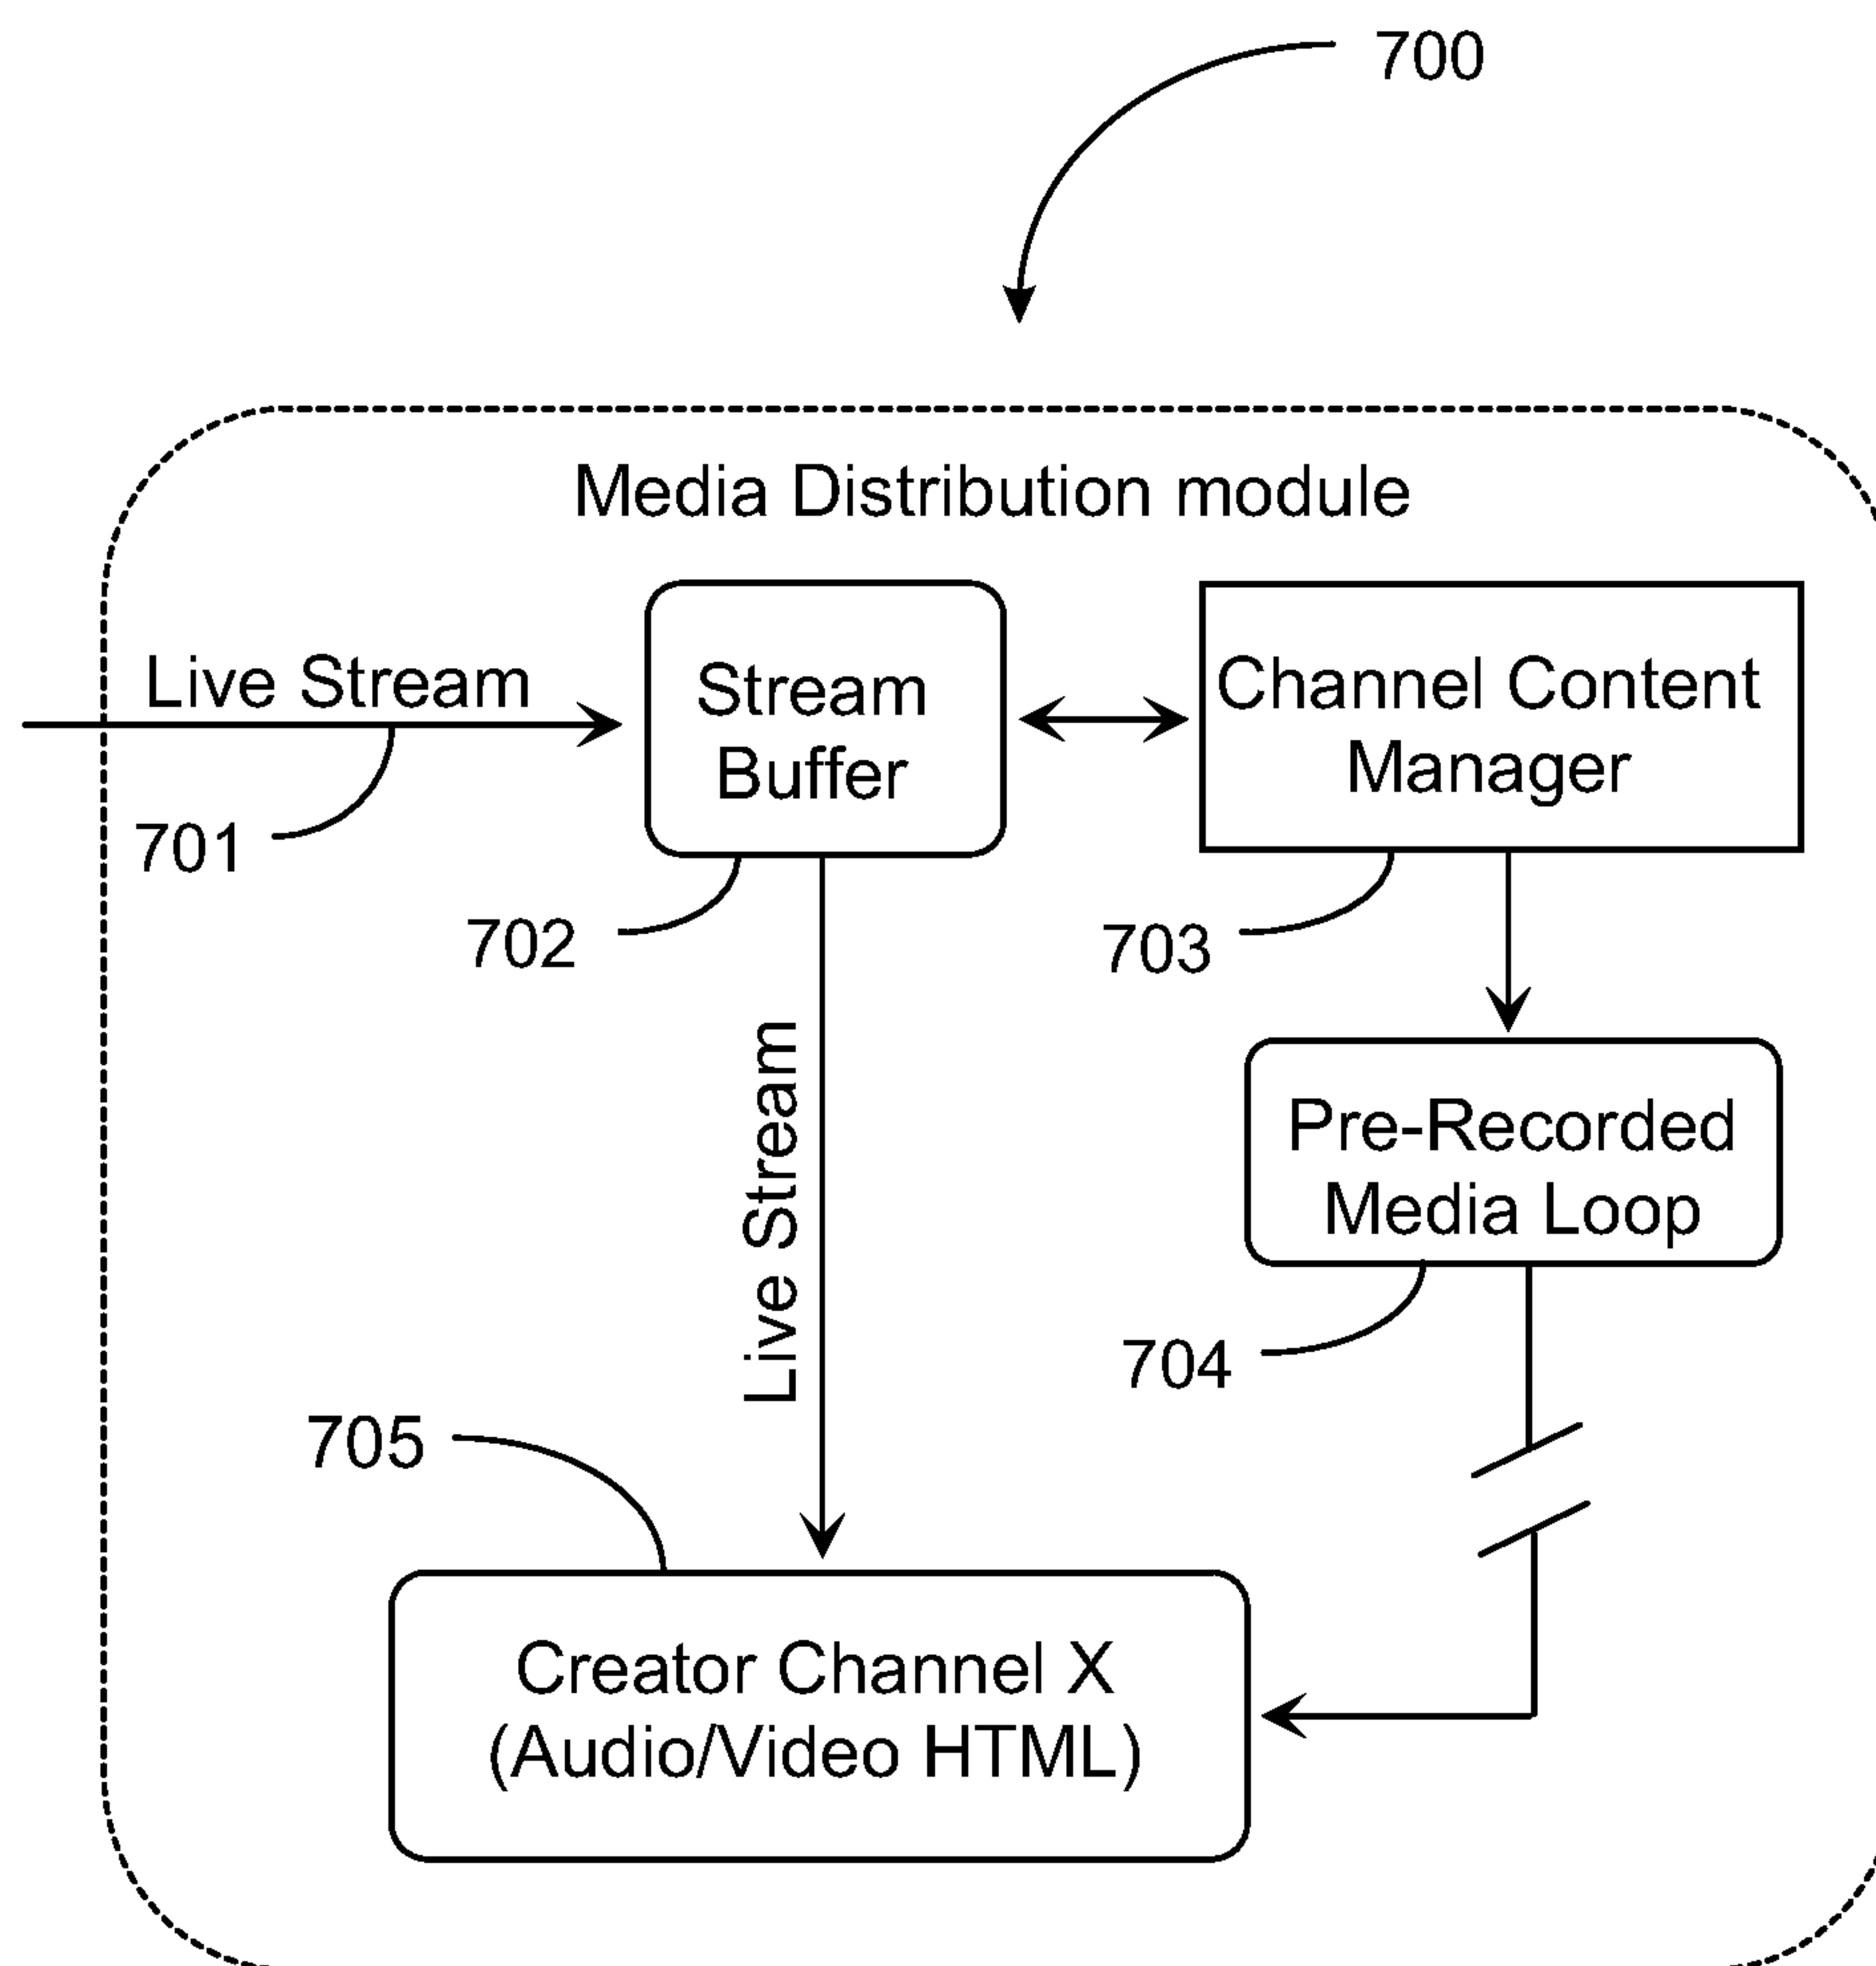 700
Media Distribution module
Live Stream
Stream
Buffer
Channel Content
Manager
701
702
703
Live Stream
Pre-Recorded
Media Loop
704
705
Creator Channel X
(Audio/Video HTML)